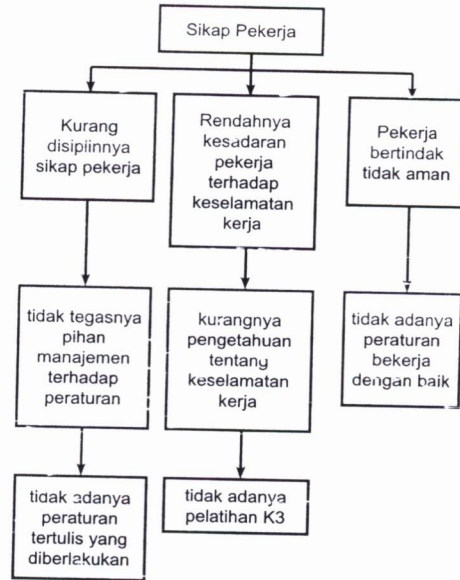 Sikap Pekerja
Kurang
disipiinnya
sikap pekerja
Rendahnya
kesadaran
pekerja
terhadap
keselamatan
kerja
Pekerja
bertindak
tidak aman
tidak tegasnya
pihan
manajemen
terhadap
peraturan
kurangnya
pengetahuan
tentang
keselamatan
kerja
tidak adanya
peraturan
bekerja
dengan baik
tidak adanya
peraturan
tertulis yang
diberlakukan
tidak adanya
pelatihan K3